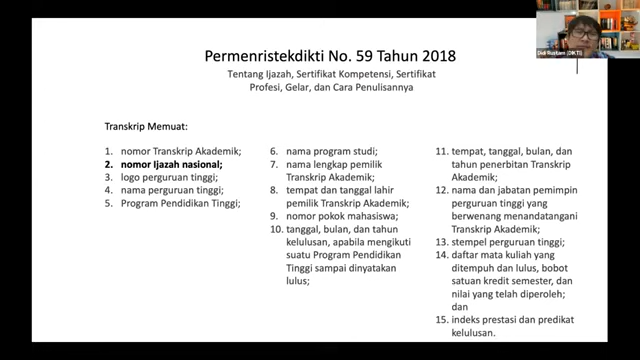 Permenristekdikti No. 59 Tahun 2018
Tentang Ijazah, Sertifikat Kompetensi, Sertifikat
Profesi, Gelar, dan Cara Penulisannya
Transkrip Memuat:
1. nomor Transkrip Akademik;
2. nomor Ijazah nasional;
3. logo perguruan tinggi;
4. nama perguruan tinggi;
5. Program Pendidikan Tinggi;
6. nama program studi;
7. nama lengkap pemilik
Transkrip Akademik;
8. tempat dan tanggal lahir
pemilik Transkrip Akademik;
9. nomor pokok mahasiswa;
10. tanggal, bulan, dan tahun
kelulusan, apabila mengikuti
suatu Program Pendidikan
Tinggi sampai dinyatakan
lulus;
11. tempat, tanggal, bulan, dan
tahun penerbitan Transkrip
Akademik;
12. nama dan jabatan pemimpin
perguruan tinggi yang
berwenang menandatangani
Transkrip Akademik;
13. stempel perguruan tinggi;
14. daftar mata kuliah yang
ditempuh dan lulus, bobot
satuan kredit semester, dan
nilai yang telah diperoleh;
dan
15. indeks prestasi dan predikat
kelulusan.
Rustam (DIKTI)